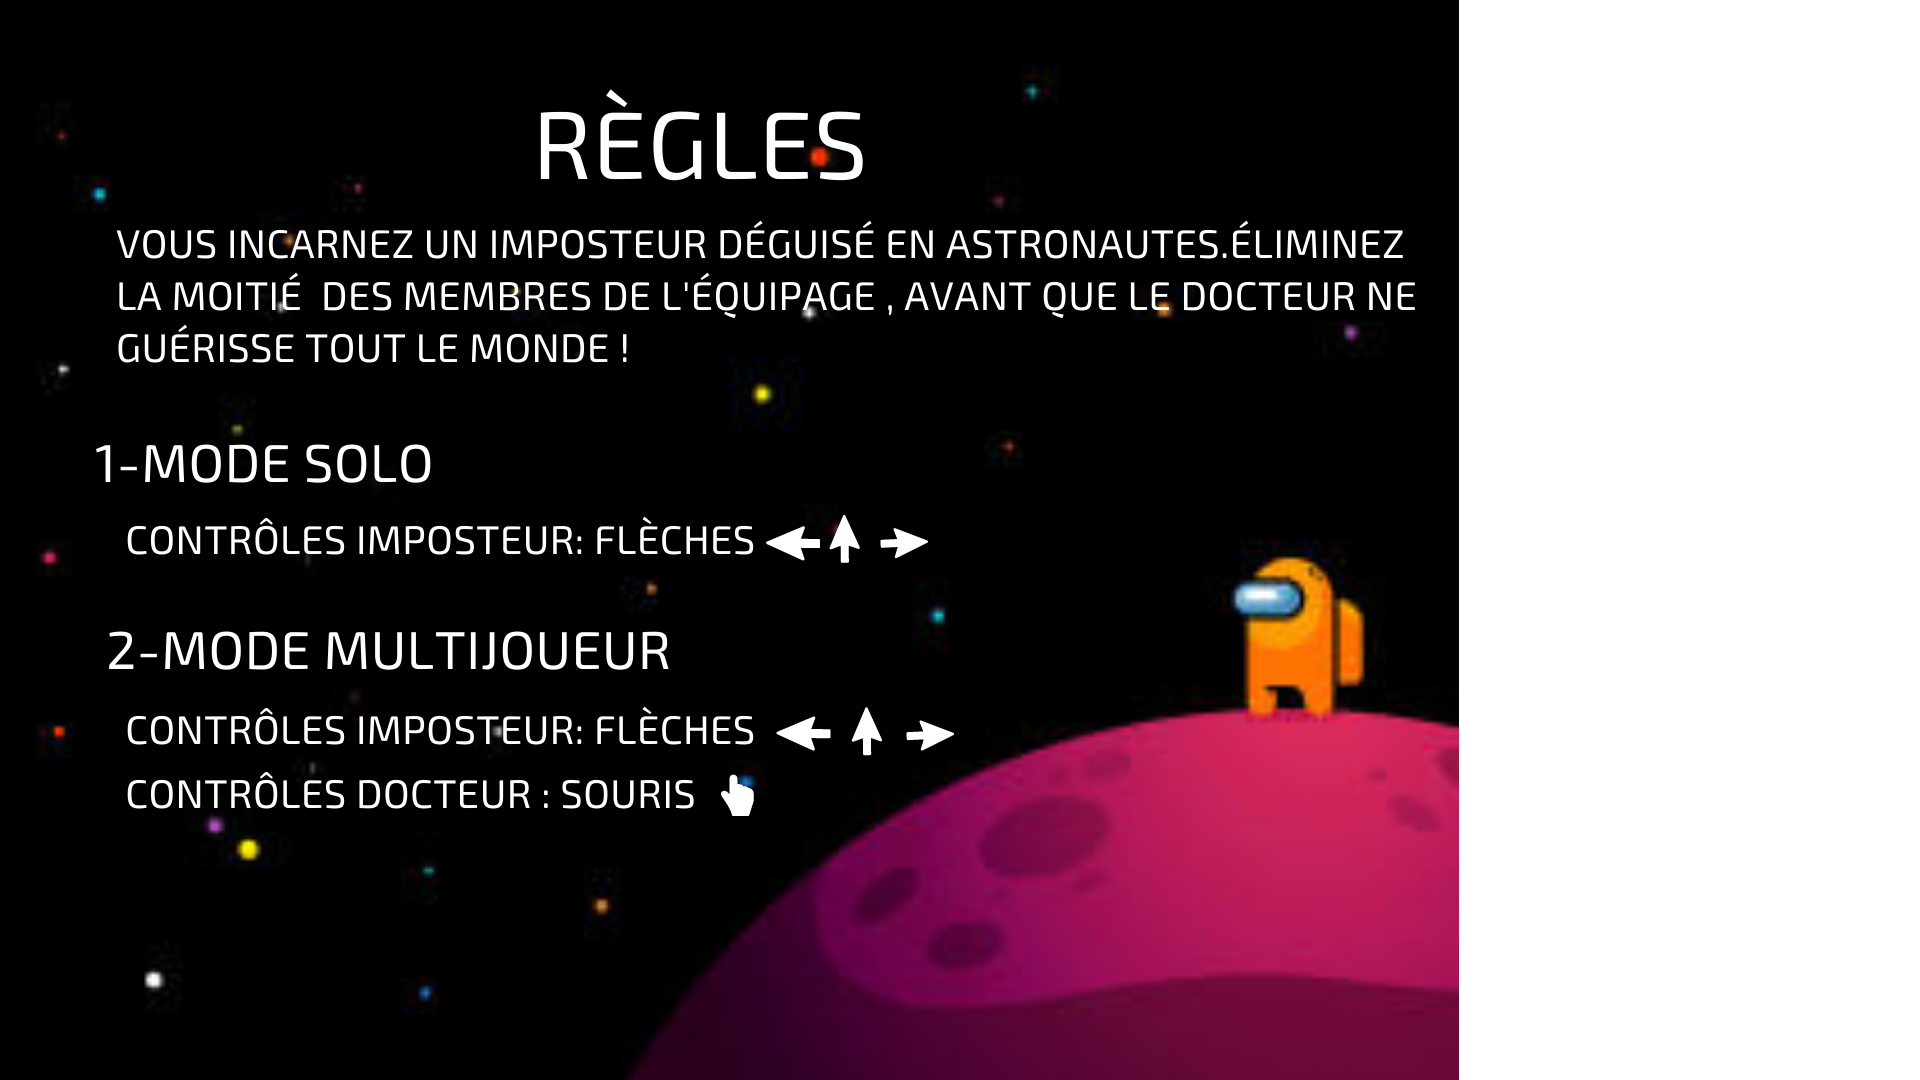 RÈGLES
VOUS INCARNEZ UN IMPOSTEUR DÉGUISÉ EN ASTRONAUTES.ÉLIMINEZ
LA MOITIÉ  DES MEMBRES DE L'ÉQUIPAGE , AVANT QUE LE DOCTEUR NE
GUÉRISSE TOUT LE MONDE !
1-MODE SOLO
CONTRÔLES IMPOSTEUR: FLÈCHES
2-MODE MULTIJOUEUR
CONTRÔLES IMPOSTEUR: FLÈCHES
CONTRÔLES DOCTEUR : SOURIS